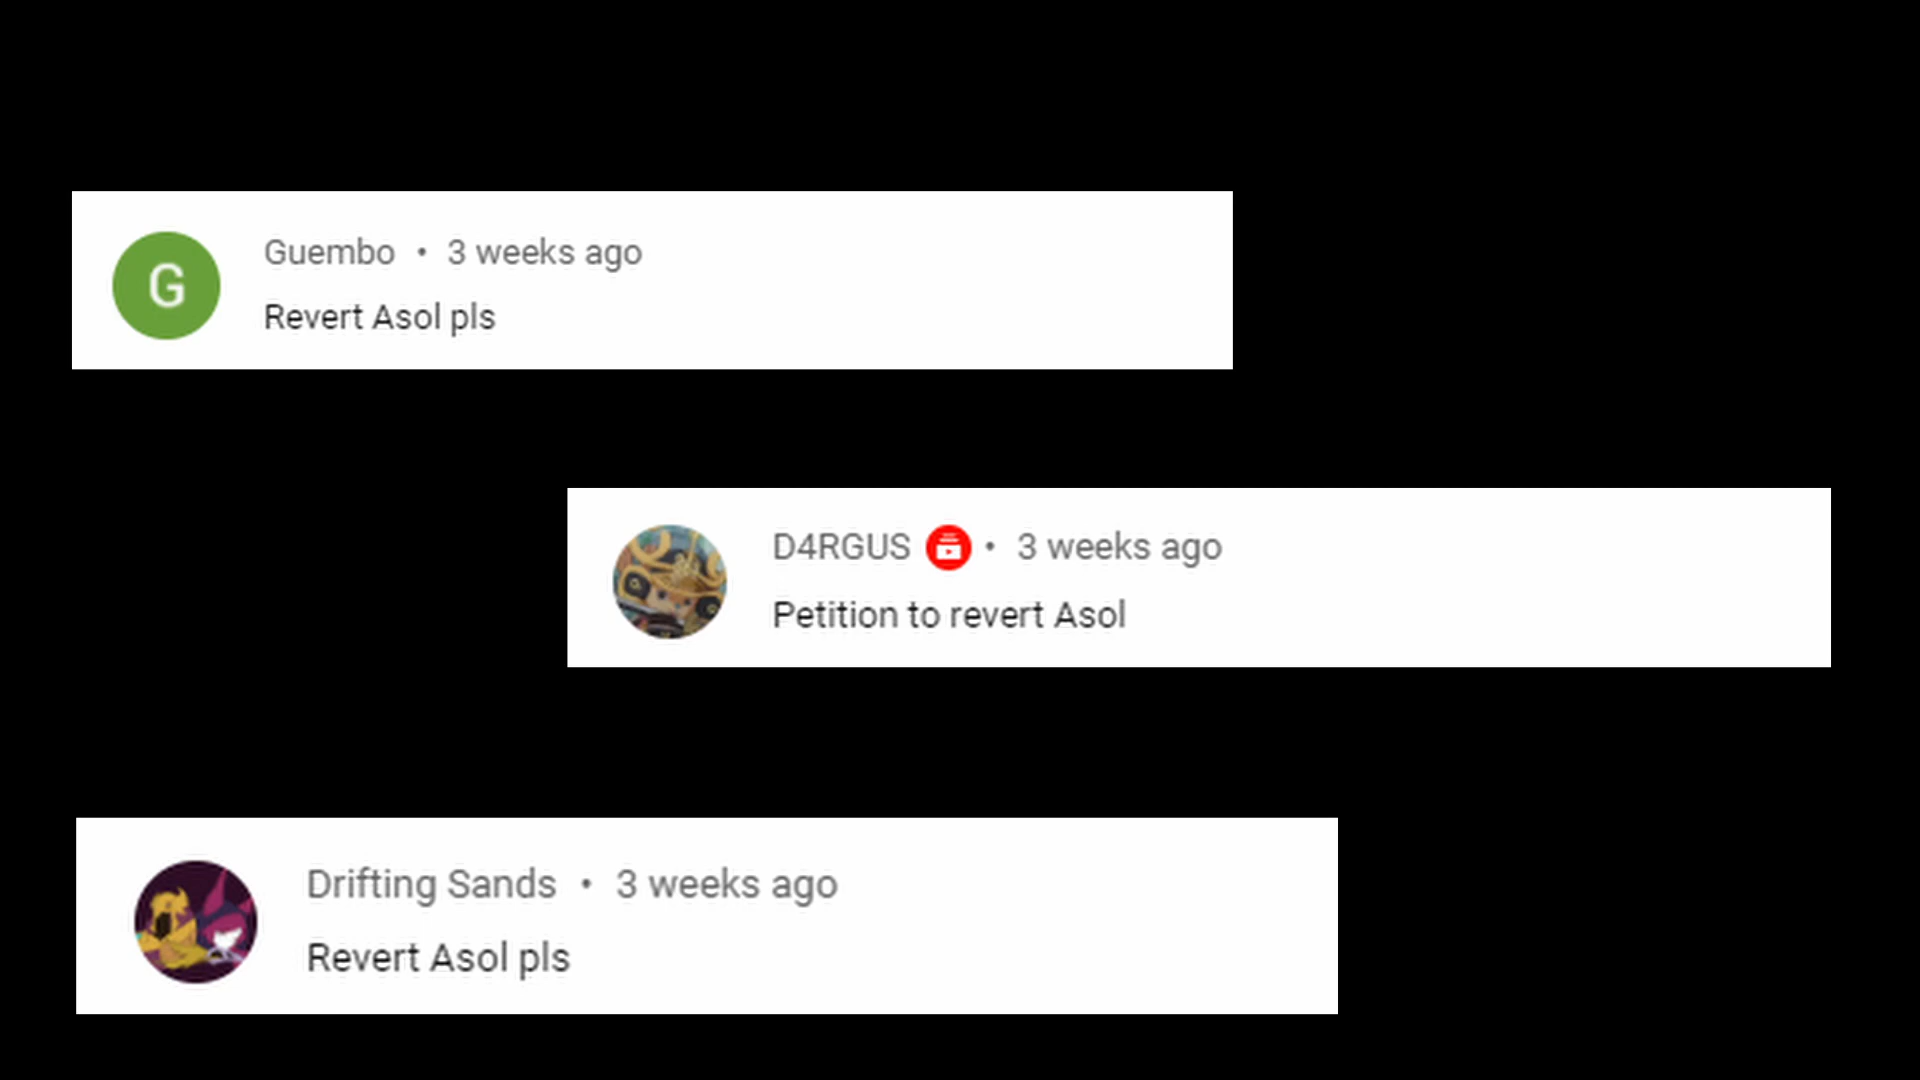 G
Guembo • 3 weeks ago
Revert Asol pls
D4RGUS • 3 weeks ago
Petition to revert Asol
Drifting Sands • 3 weeks ago
Revert Asol pls